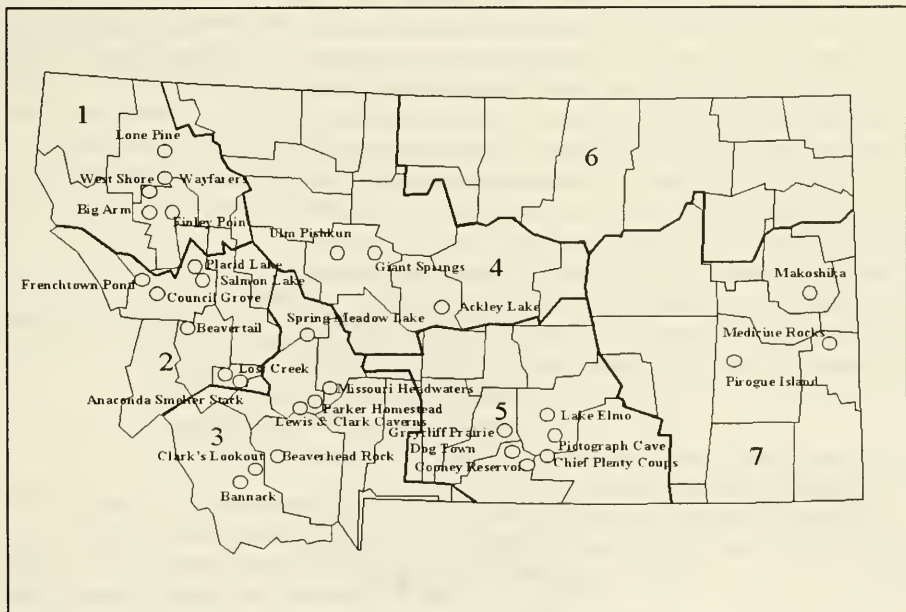 1
Lone Pine
6
West Shore
Wayfarers
Big Arm
Finley Poin
Ulm Pishkun
Placid Lake
Giant Springs
4
Makoshika
Frenchtown Pond
Salmon Lake
Council Grove
Ackley Lake
Spring Meadow Lake
Beavertail
Medicine Rocks
2
Lost Creek
Pirogue Island
Anaconda Smelter Stack
Missouri Headwaters
Parker Homestead
Lewis & Clark Caverns
5
Lake Elmo
3
Greycliff Prairie
Dog Town
Pictograph Cave
Clark's Lookout
Beaverhead Rock
Cooney Reservoir
Chief Plenty Coups
7
Bannack